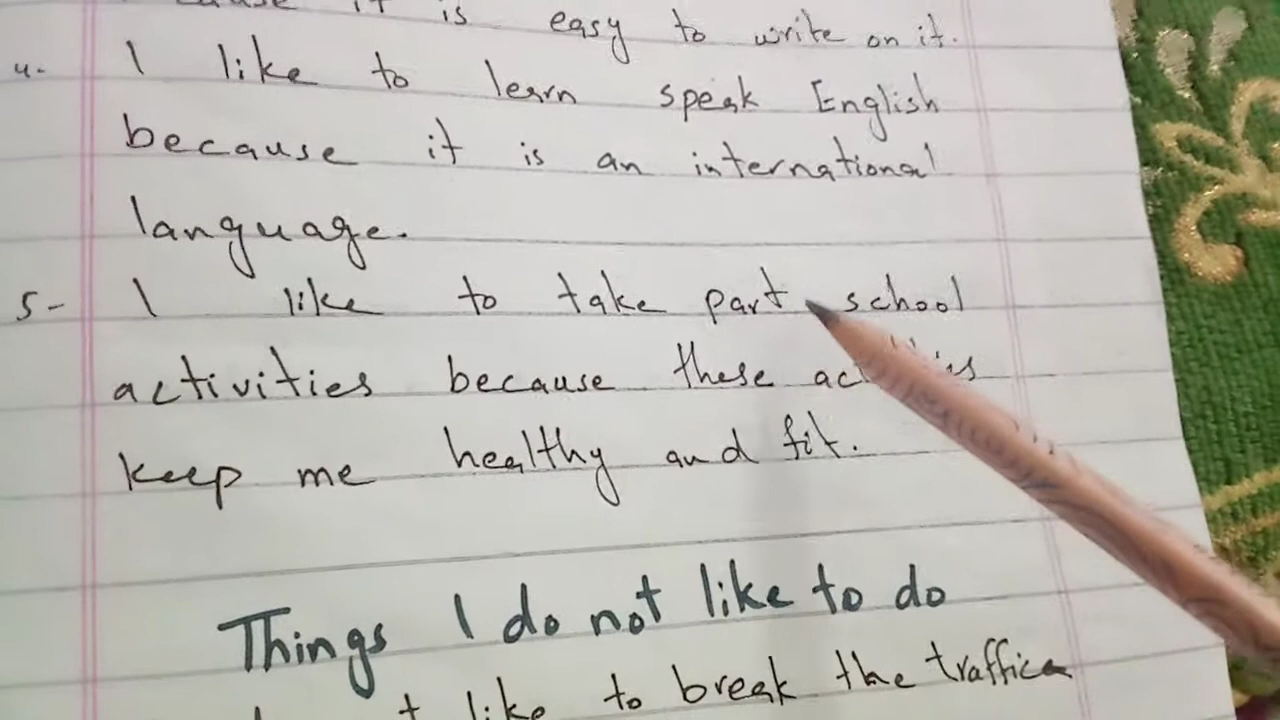 it is easy to write on it.
4. I like to learn speak English
because it is an international
language.
5- I like to take part school
activities because these
keep me healthy and fit.
Things I do not like to do
like to break the traffic